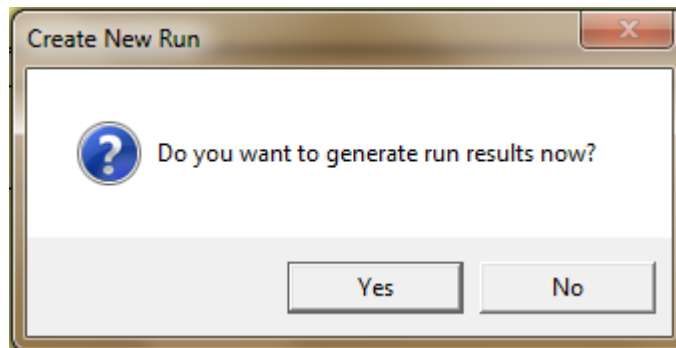 Create New Run
Do you want to generate run results now?
Yes
No